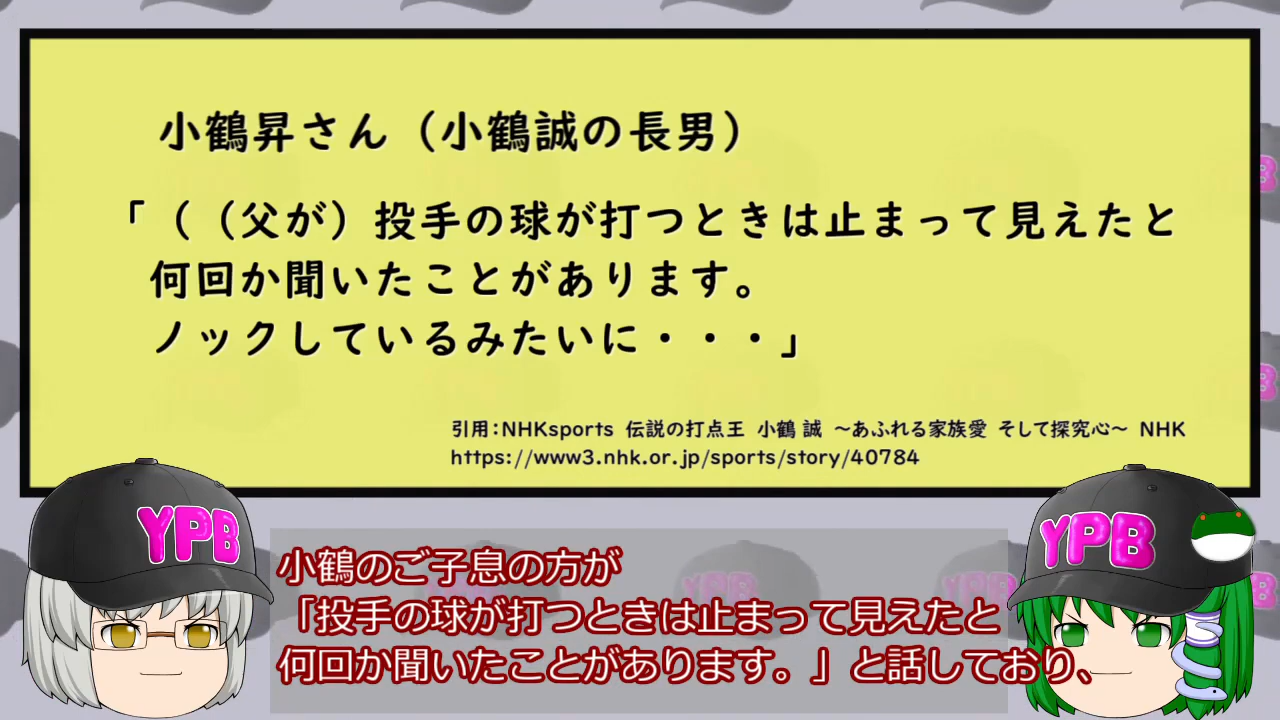 小鶴昇さん（小鶴誠の長男）
「（（父が）投手の球が打つときは止まって見えたと
何回か聞いたことがあります。
ノックしているみたいに・・・」
引用：NHKsports 伝説の打点王 小鶴 誠 ～あふれる家族愛 そして探究心～ NHK
https://www3.nhk.or.jp/sports/story/40784
YPB
YPB
小鶴のご子息の方が
「投手の球が打つときは止まって見えたと
何回か聞いたことがあります。」と話しており、